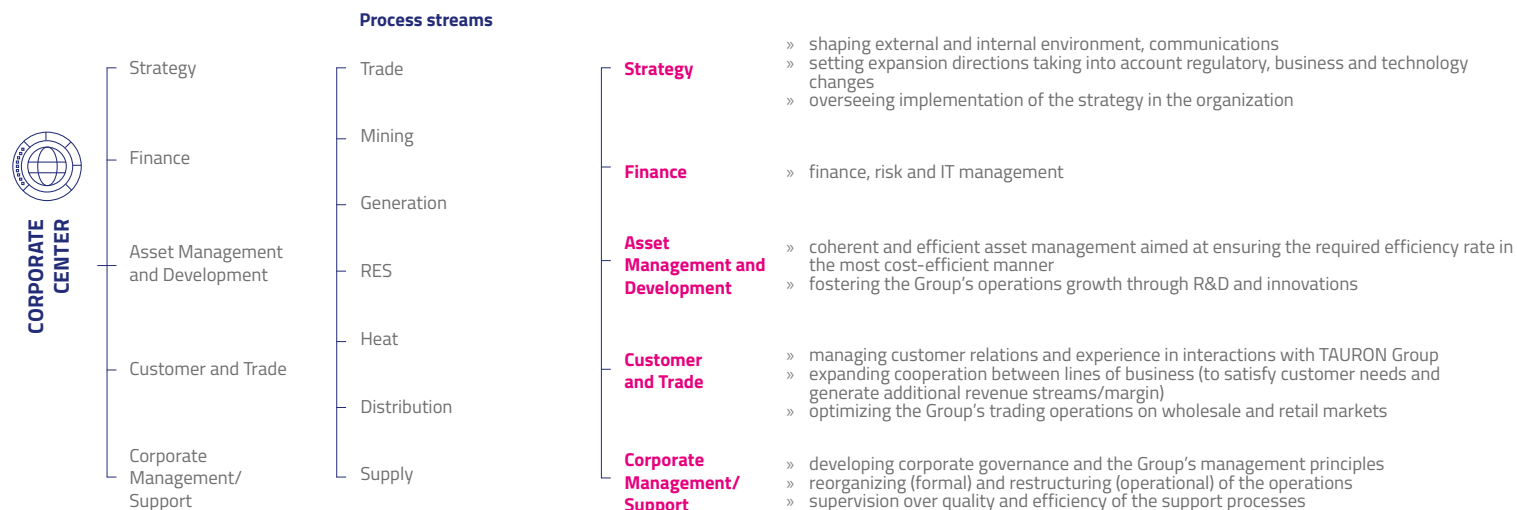 CORPORATE
CENTER
Strategy
Finance
Asset Management
and Development
Customer and Trade
Corporate
Management/
Support
Process streams
Trade
Mining
Generation
RES
Heat
Distribution
Supply
Strategy
» shaping external and internal environment, communications
» setting expansion directions taking into account regulatory, business and technology
changes
» overseeing implementation of the strategy in the organization
Finance
» finance, risk and IT management
Asset
Management and
Development
» coherent and efficient asset management aimed at ensuring the required efficiency rate in
the most cost-efficient manner
» fostering the Group's operations growth through R&D and innovations
Customer
and Trade
» managing customer relations and experience in interactions with TAURON Group
» expanding cooperation between lines of business (to satisfy customer needs and
generate additional revenue streams/margin)
» optimizing the Group's trading operations on wholesale and retail markets
Corporate
Management/
Support
» developing corporate governance and the Group's management principles
» reorganizing (formal) and restructuring (operational) of the operations
» supervision over quality and efficiency of the support processes